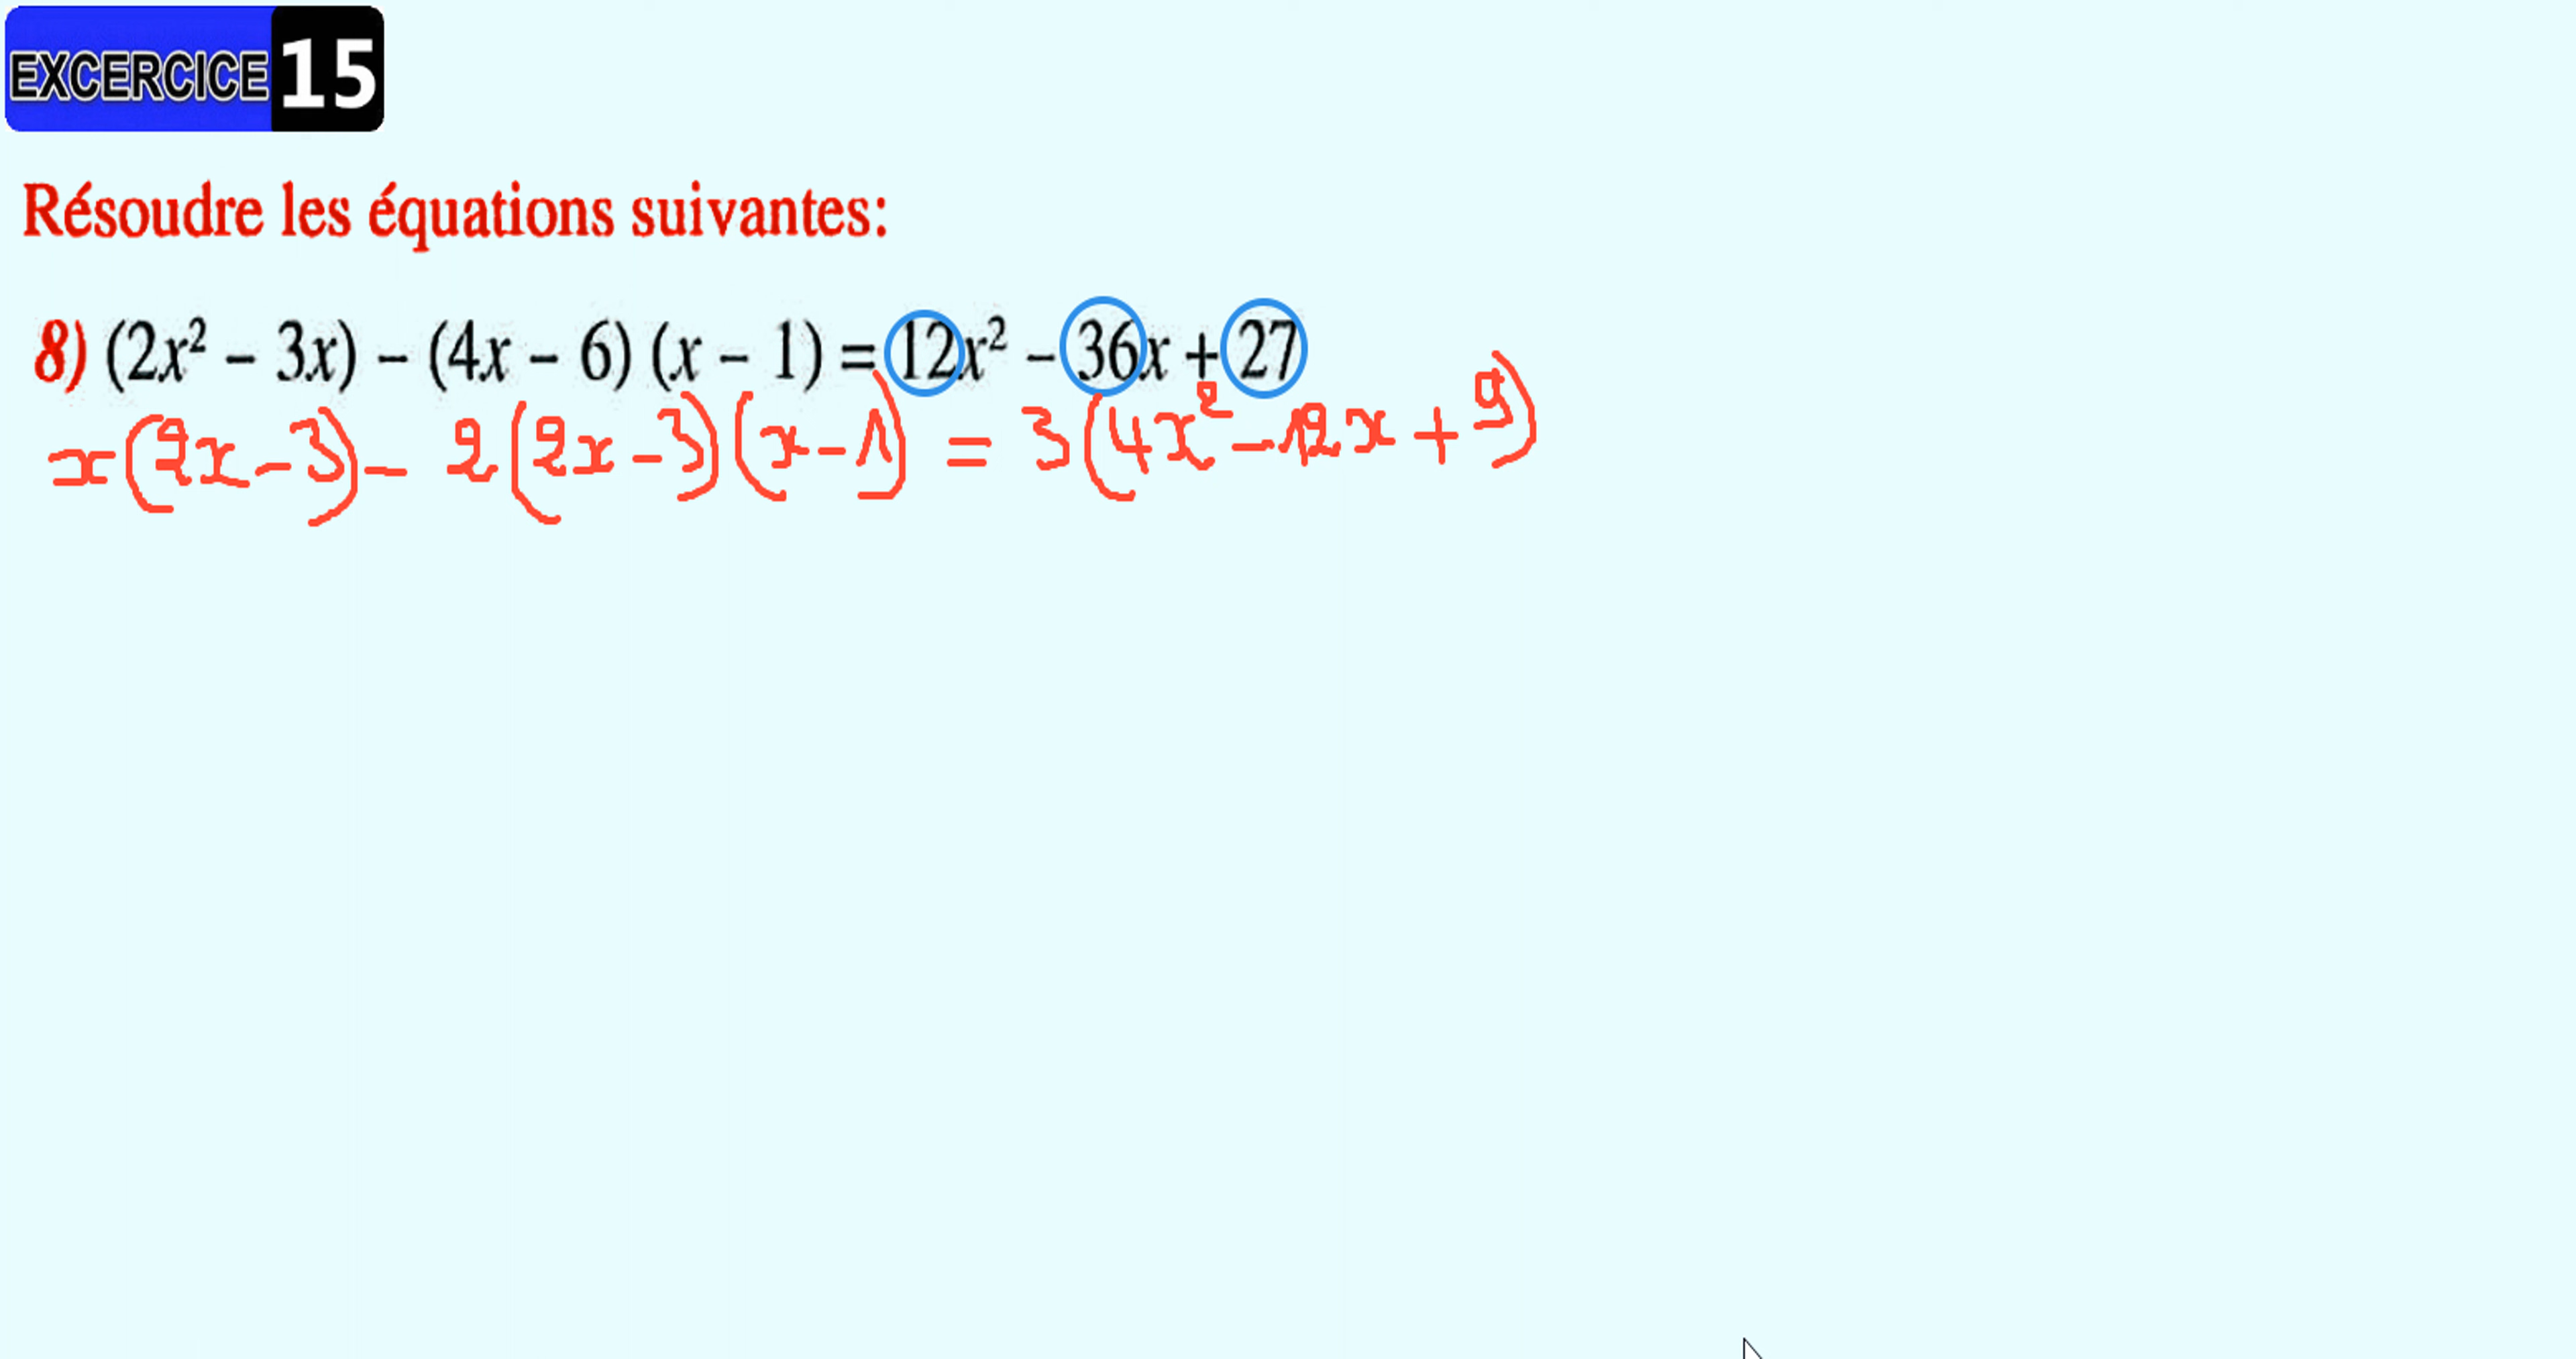 EXCERCICE 15
Résoudre les équations suivantes:
8) (2x² – 3x) – (4x – 6) (x – 1) = 12x² – 36x + 27
x(2x-3) - 2(2x-3)(x-1) = 3(4x²-12x+9)